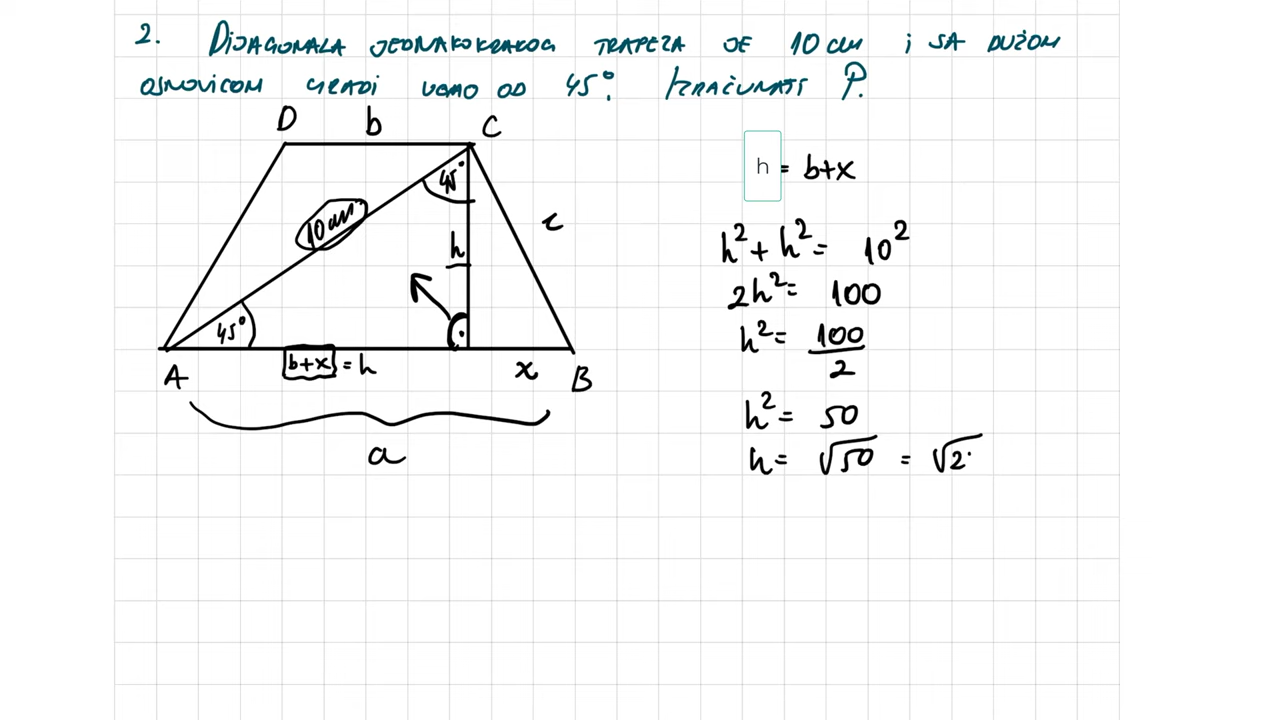 2. DIJAGONALA JEDNAKOKRAKOG TRAPEZA JE 10 cm I SA DUŽOM
OSNOVICOM GRADI UGAO OD 45°. IZRAČUNATI P.
D b C
45°
10 cm
c
h
45°
A b+x = h x B
a
h = b+x
h² + h² = 10²
2h² = 100
h² = 100/2
h² = 50
h = √50 = √2·